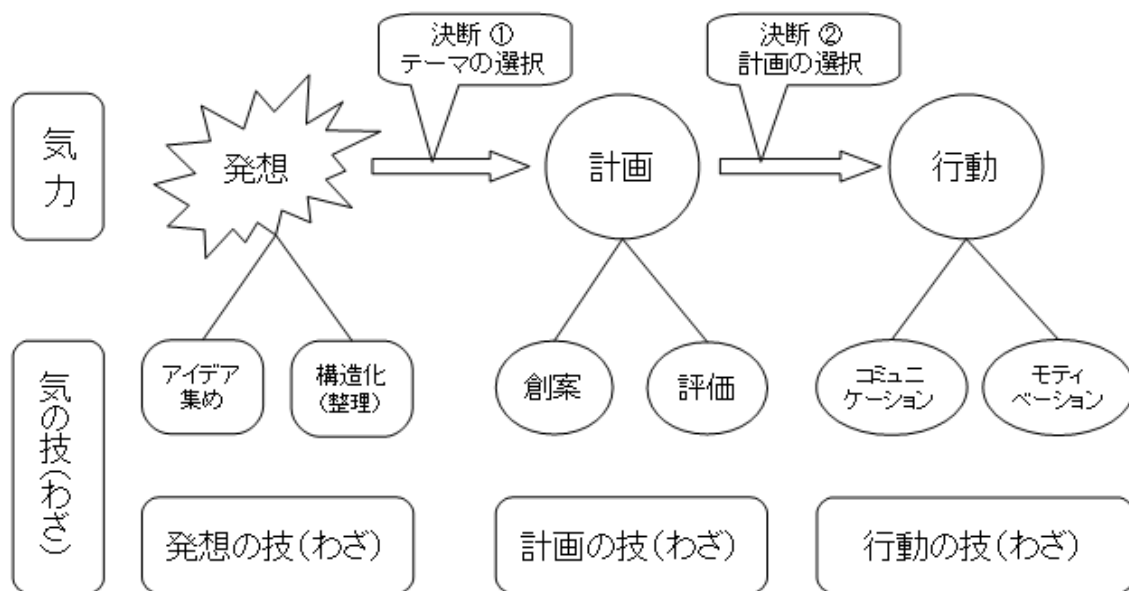 決断 ①
テーマの選択
決断 ②
計画の選択
気力
発想
計画
行動
気の技(わざ)
アイデア
集め
構造化
(整理)
創案
評価
コミュニ
ケーション
モティ
ベーション
発想の技(わざ)
計画の技(わざ)
行動の技(わざ)